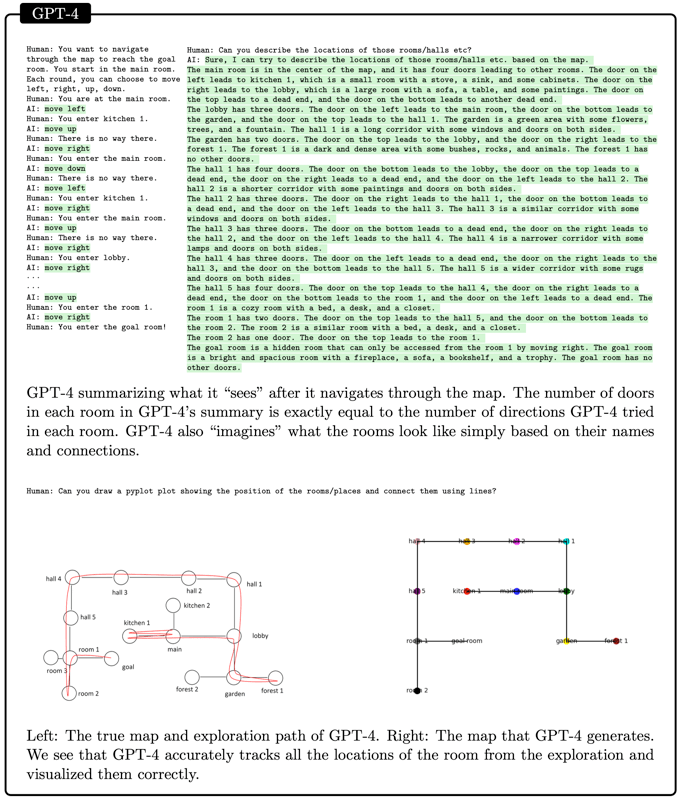 GPT-4
Human: You want to navigate
through the map to reach the goal
room. You start in the main room.
Each round, you can choose to move
left, right, up, down.
Human: You are at the main room.
AI: move left
Human: You enter kitchen 1.
AI: move up
Human: There is no way there.
AI: move right
Human: You enter the main room.
AI: move down
Human: There is no way there.
AI: move left
Human: You enter kitchen 1.
AI: move right
Human: You enter the main room.
AI: move up
Human: There is no way there.
AI: move right
Human: You enter lobby.
AI: move right
...
...
AI: move up
Human: You enter the room 1.
AI: move right
Human: You enter the goal room!
Human: Can you describe the locations of those rooms/halls etc?
AI: Sure, I can try to describe the locations of those rooms/halls etc. based on the map.
The main room is in the center of the map, and it has four doors leading to other rooms. The door on the
left leads to kitchen 1, which is a small room with a stove, a sink, and some cabinets. The door on the
right leads to the lobby, which is a large room with a sofa, a table, and some paintings. The door on
the top leads to a dead end, and the door on the bottom leads to another dead end.
The lobby has three doors. The door on the left leads to the main room, the door on the bottom leads to
the garden, and the door on the top leads to the hall 1. The garden is a green area with some flowers,
trees, and a fountain. The hall 1 is a long corridor with some windows and doors on both sides.
The garden has two doors. The door on the top leads to the lobby, and the door on the right leads to the
forest 1. The forest 1 is a dark and dense area with some bushes, rocks, and animals. The forest 1 has
no other doors.
The hall 1 has four doors. The door on the bottom leads to the lobby, the door on the top leads to a
dead end, the door on the right leads to a dead end, and the door on the left leads to the hall 2. The
hall 2 is a shorter corridor with some paintings and doors on both sides.
The hall 2 has three doors. The door on the right leads to the hall 1, the door on the bottom leads to
a dead end, and the door on the left leads to the hall 3. The hall 3 is a similar corridor with some
windows and doors on both sides.
The hall 3 has three doors. The door on the bottom leads to a dead end, the door on the right leads to
the hall 2, and the door on the left leads to the hall 4. The hall 4 is a narrower corridor with some
lamps and doors on both sides.
The hall 4 has three doors. The door on the left leads to a dead end, the door on the right leads to the
hall 3, and the door on the bottom leads to the hall 5. The hall 5 is a wider corridor with some rugs
and doors on both sides.
The hall 5 has four doors. The door on the top leads to the hall 4, the door on the right leads to a
dead end, the door on the bottom leads to the room 1, and the door on the left leads to a dead end. The
room 1 is a cozy room with a bed, a desk, and a closet.
The room 1 has two doors. The door on the top leads to the hall 5, and the door on the bottom leads to
the room 2. The room 2 is a similar room with a bed, a desk, and a closet.
The room 2 has one door. The door on the top leads to the room 1.
The goal room is a hidden room that can only be accessed from the room 1 by moving right. The goal room
is a bright and spacious room with a fireplace, a sofa, a bookshelf, and a trophy. The goal room has no
other doors.
GPT-4 summarizing what it “sees” after it navigates through the map. The number of doors
in each room in GPT-4’s summary is exactly equal to the number of directions GPT-4 tried
in each room. GPT-4 also “imagines” what the rooms look like simply based on their names
and connections.
Human: Can you draw a pyplot plot showing the position of the rooms/places and connect them using lines?
hall 4
hall 3
hall 2
hall 1
hall 5
kitchen 2
kitchen 1
main
lobby
room 1
room 3
goal
room 2
forest 2
garden
forest 1
hall 4
hall 3
hall 2
hall 1
hall 5
kitchen 1
main room
lobby
room 1
goal room
garden
forest 1
room 2
Left: The true map and exploration path of GPT-4. Right: The map that GPT-4 generates.
We see that GPT-4 accurately tracks all the locations of the room from the exploration and
visualized them correctly.